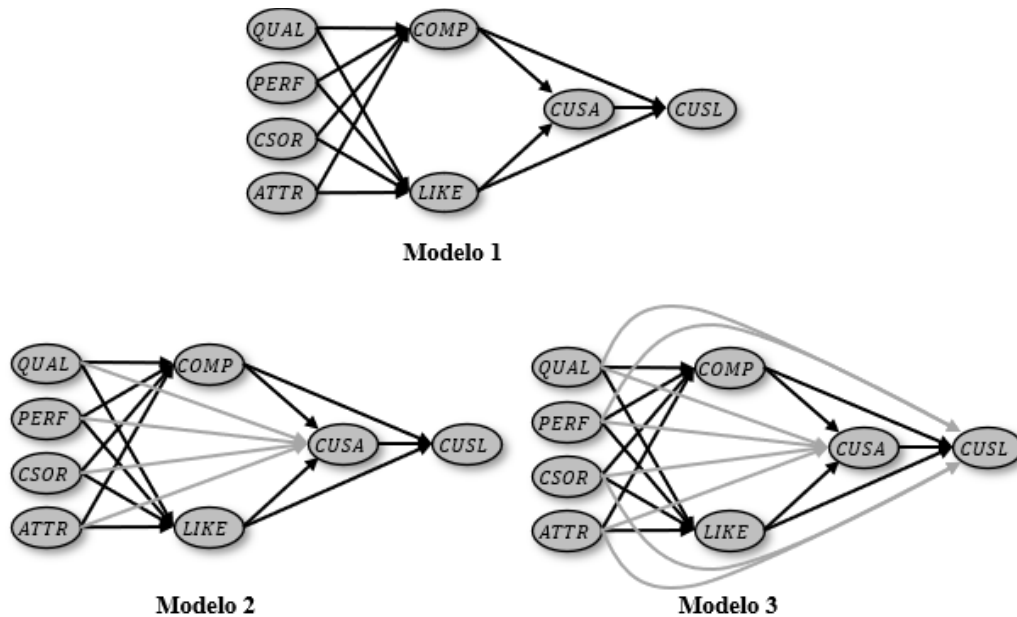 QUAL COMP
PERF
CUSA CUSL
CSOR
ATTR LIKE
Modelo 1
QUAL COMP
PERF
CUSA CUSL
CSOR
ATTR LIKE
Modelo 2
QUAL COMP
PERF
CUSA CUSL
CSOR
ATTR LIKE
Modelo 3